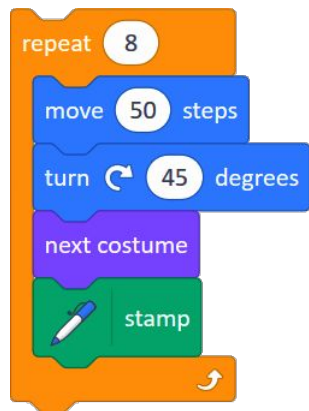 repeat 8
move 50 steps
turn 45 degrees
next costume
stamp